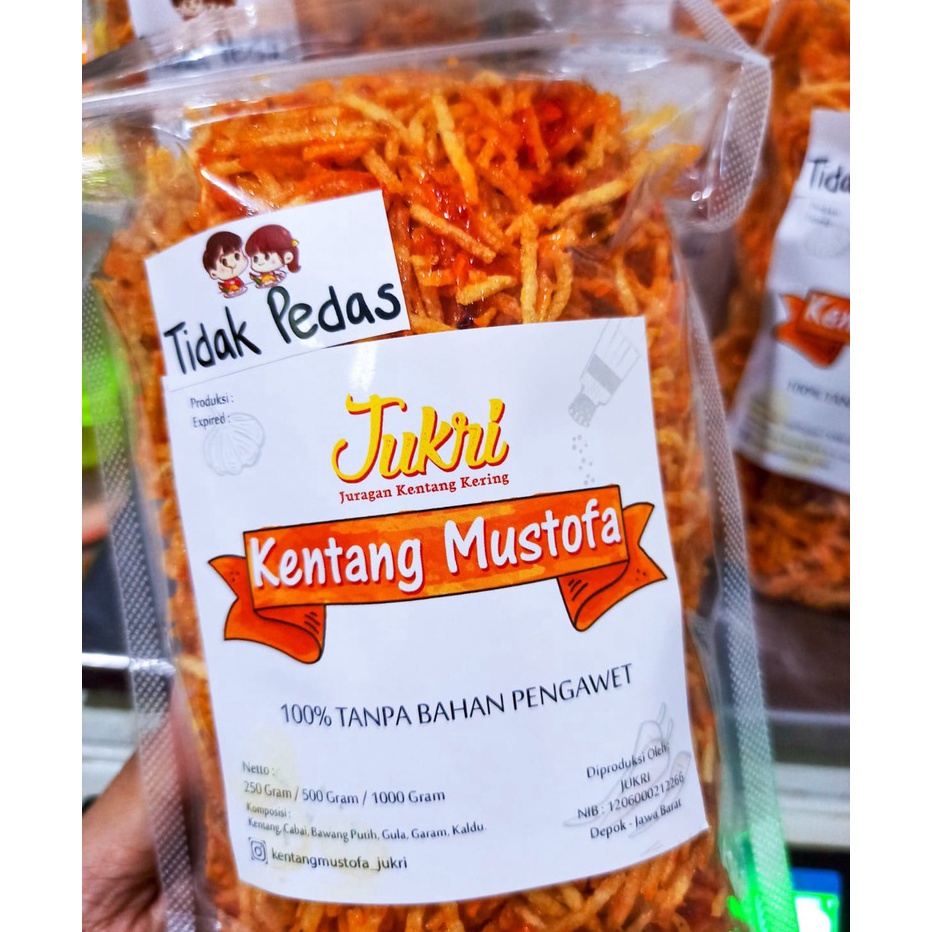 Tidak Pedas
Produksi :
Expired :
Jukri
Juragan Kentang Kering
Kentang Mustofa
100% TANPA BAHAN PENGAWET
Netto :
250 Gram / 500 Gram / 1000 Gram
Komposisi :
Kentang, Cabai, Bawang Putih, Gula, Garam, Kaldu.
kentangmustofa_jukri
Diproduksi Oleh :
JUKRI
NIB : 1206000212266
Depok - Jawa Barat
Tida
Ken
100% TAN